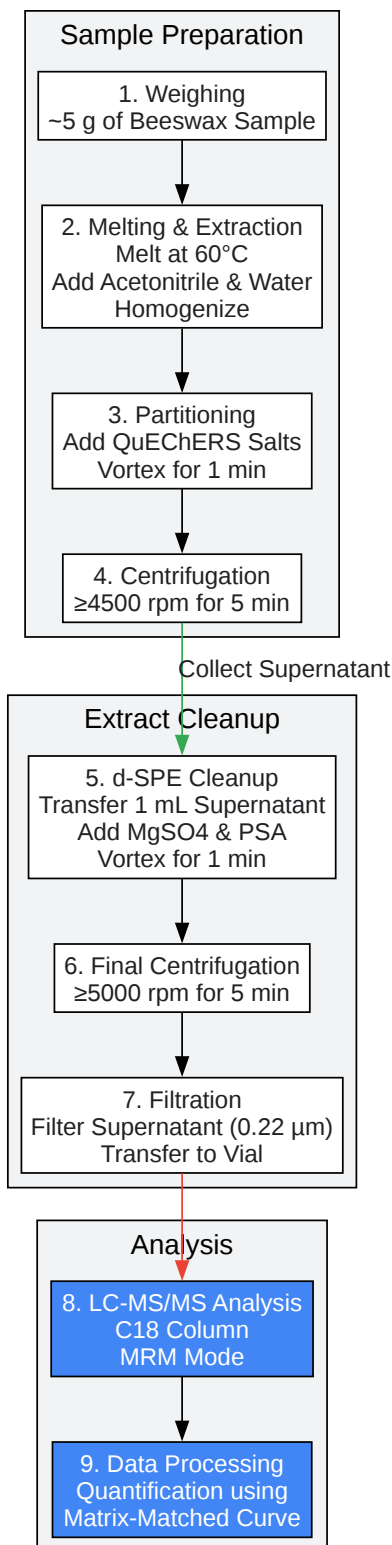 Sample Preparation
1. Weighing
~5 g of Beeswax Sample
2. Melting & Extraction
Melt at 60°C
Add Acetonitrile & Water
Homogenize
3. Partitioning
Add QuEChERS Salts
Vortex for 1 min
4. Centrifugation
≥4500 rpm for 5 min
Collect Supernatant
Extract Cleanup
5. d-SPE Cleanup
Transfer 1 mL Supernatant
Add MgSO4 & PSA
Vortex for 1 min
6. Final Centrifugation
≥5000 rpm for 5 min
7. Filtration
Filter Supernatant (0.22 µm)
Transfer to Vial
Analysis
8. LC-MS/MS Analysis
C18 Column
MRM Mode
9. Data Processing
Quantification using
Matrix-Matched Curve